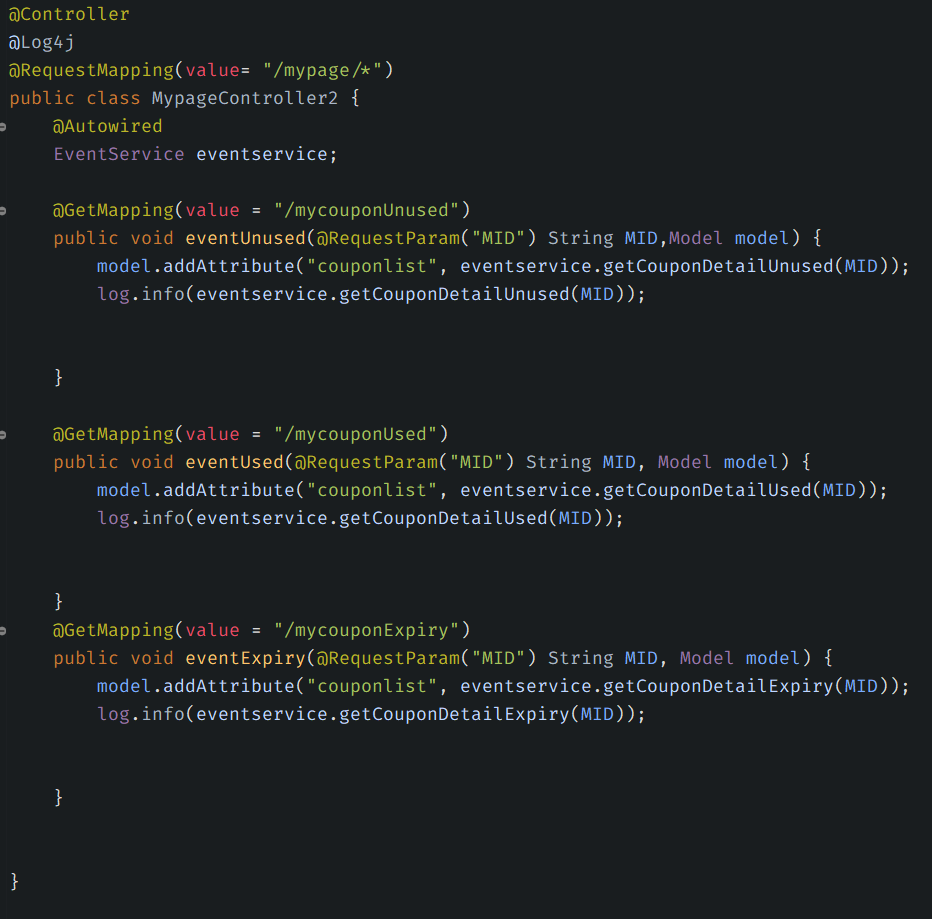 @Controller
@Log4j
@RequestMapping(value= "/mypage/*")
public class MypageController2 {
    @Autowired
    EventService eventservice;
    @GetMapping(value = "/mycouponUnused")
    public void eventUnused(@RequestParam("MID") String MID,Model model) {
        model.addAttribute("couponlist", eventservice.getCouponDetailUnused(MID));
        log.info(eventservice.getCouponDetailUnused(MID));
    }
    @GetMapping(value = "/mycouponUsed")
    public void eventUsed(@RequestParam("MID") String MID, Model model) {
        model.addAttribute("couponlist", eventservice.getCouponDetailUsed(MID));
        log.info(eventservice.getCouponDetailUsed(MID));
    }
    @GetMapping(value = "/mycouponExpiry")
    public void eventExpiry(@RequestParam("MID") String MID, Model model) {
        model.addAttribute("couponlist", eventservice.getCouponDetailExpiry(MID));
        log.info(eventservice.getCouponDetailExpiry(MID));
    }
}